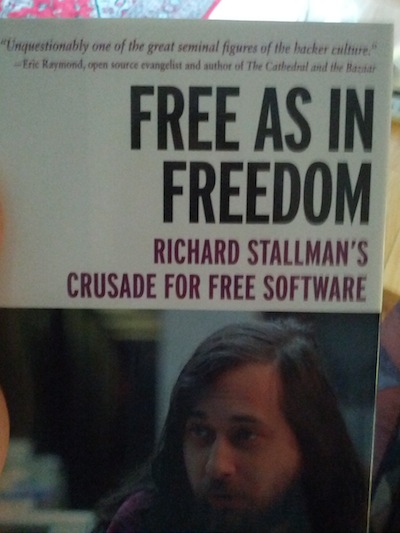 "Unquestionably one of the great seminal figures of the hacker culture."
—Eric Raymond, open source evangelist and author of The Cathedral and the Bazaar
FREE AS IN
FREEDOM
RICHARD STALLMAN'S
CRUSADE FOR FREE SOFTWARE